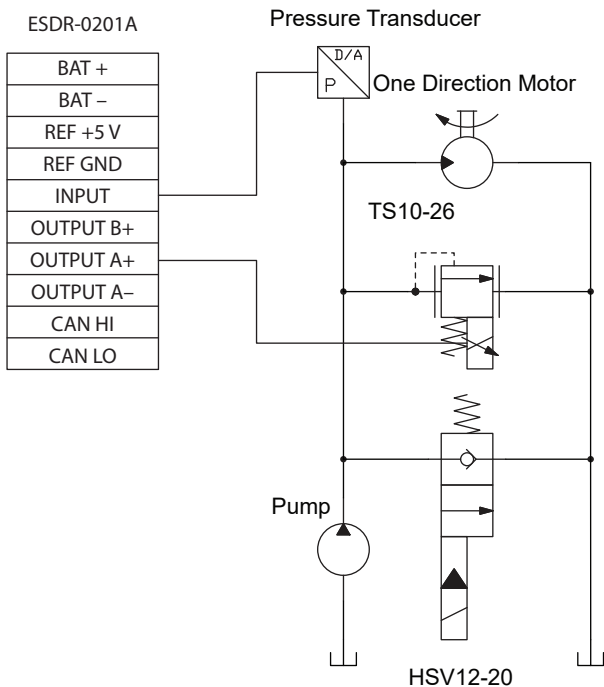 ESDR-0201A
BAT +
BAT –
REF +5 V
REF GND
INPUT
OUTPUT B+
OUTPUT A+
OUTPUT A–
CAN HI
CAN LO
Pressure Transducer
D/A
P
One Direction Motor
TS10-26
Pump
HSV12-20